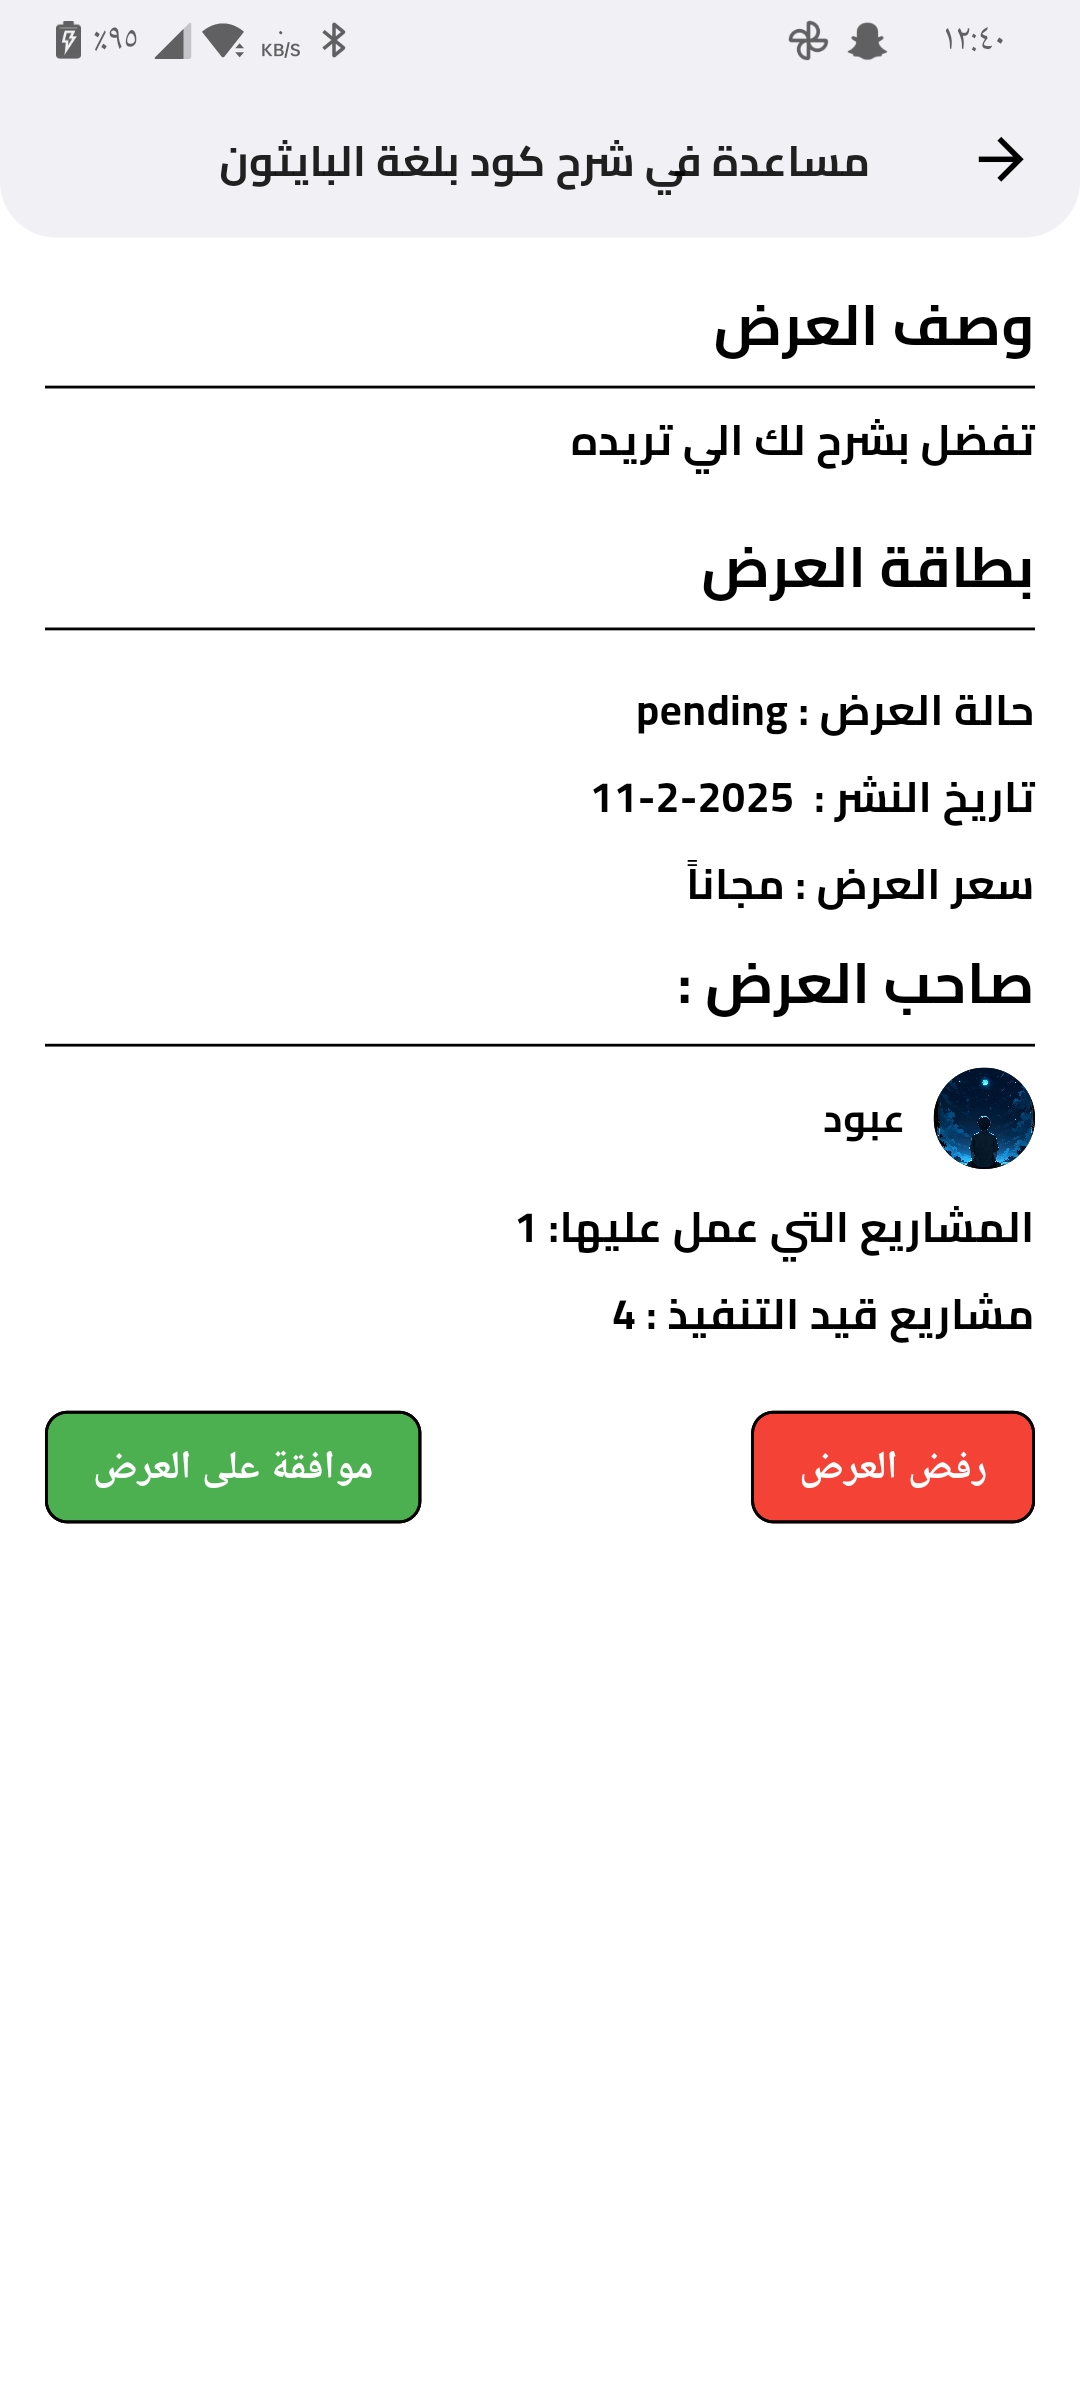 ١٢:٤٠
KB/S
٪٩٥
مساعدة في شرح كود بلغة البايثون
وصف العرض
تفضل بشرح لك الي تريده
بطاقة العرض
حالة العرض : pending
تاريخ النشر : 2025-2-11
سعر العرض : مجاناً
صاحب العرض :
عبود
المشاريع التي عمل عليها: 1
مشاريع قيد التنفيذ : 4
رفض العرض
موافقة على العرض